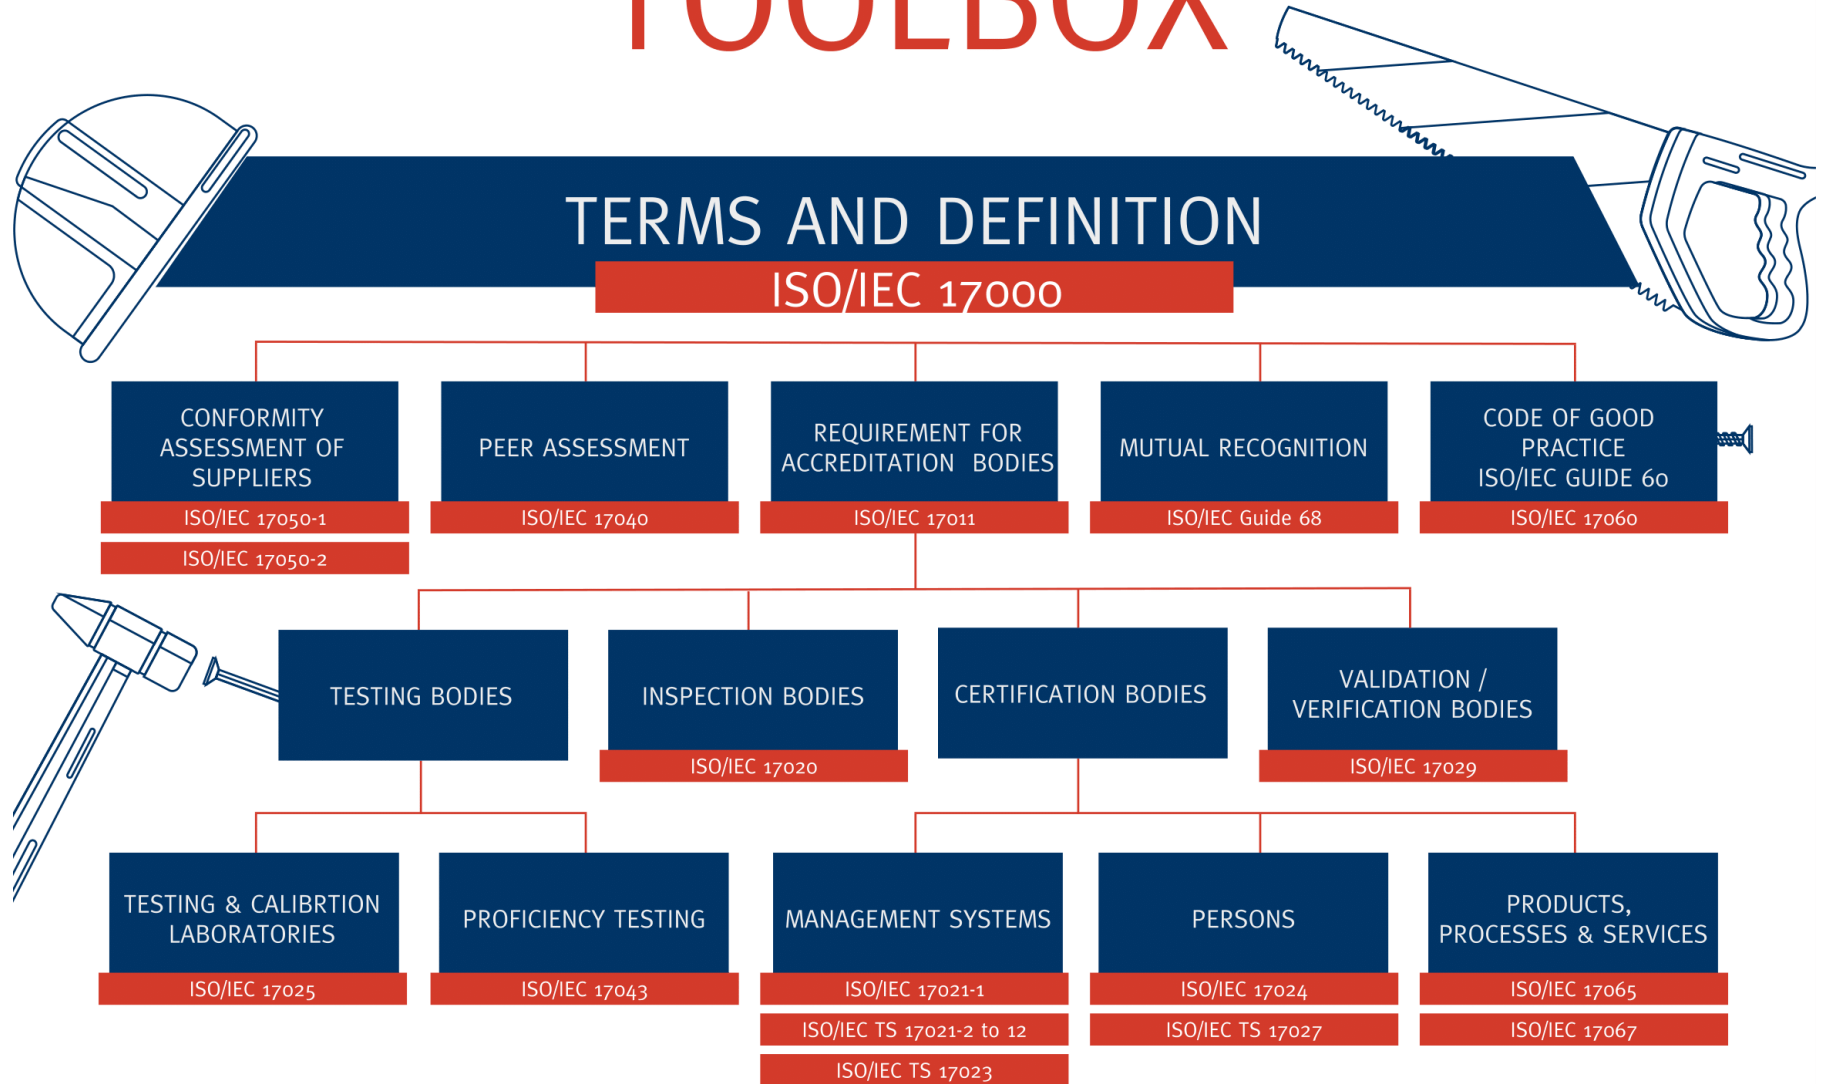 TOOLBOX
TERMS AND DEFINITION
ISO/IEC 17000
CONFORMITY
ASSESSMENT OF
SUPPLIERS
ISO/IEC 17050-1
ISO/IEC 17050-2
PEER ASSESSMENT
ISO/IEC 17040
REQUIREMENT FOR
ACCREDITATION BODIES
ISO/IEC 17011
MUTUAL RECOGNITION
ISO/IEC Guide 68
CODE OF GOOD
PRACTICE
ISO/IEC GUIDE 60
ISO/IEC 17060
TESTING BODIES
INSPECTION BODIES
ISO/IEC 17020
CERTIFICATION BODIES
VALIDATION /
VERIFICATION BODIES
ISO/IEC 17029
TESTING & CALIBRTION
LABORATORIES
ISO/IEC 17025
PROFICIENCY TESTING
ISO/IEC 17043
MANAGEMENT SYSTEMS
ISO/IEC 17021-1
ISO/IEC TS 17021-2 to 12
ISO/IEC TS 17023
PERSONS
ISO/IEC 17024
ISO/IEC TS 17027
PRODUCTS,
PROCESSES & SERVICES
ISO/IEC 17065
ISO/IEC 17067